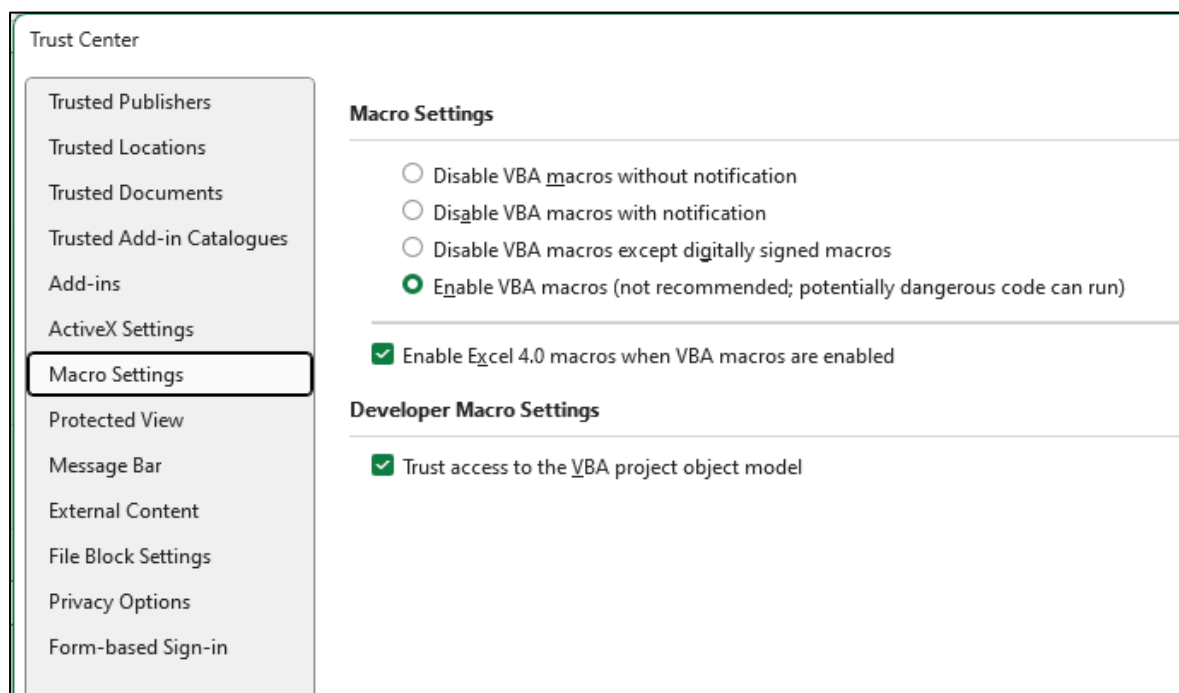 Trust Center
Trusted Publishers
Trusted Locations
Trusted Documents
Trusted Add-in Catalogues
Add-ins
ActiveX Settings
Macro Settings
Protected View
Message Bar
External Content
File Block Settings
Privacy Options
Form-based Sign-in
Macro Settings
Disable VBA macros without notification
Disable VBA macros with notification
Disable VBA macros except digitally signed macros
Enable VBA macros (not recommended; potentially dangerous code can run)
Enable Excel 4.0 macros when VBA macros are enabled
Developer Macro Settings
Trust access to the VBA project object model